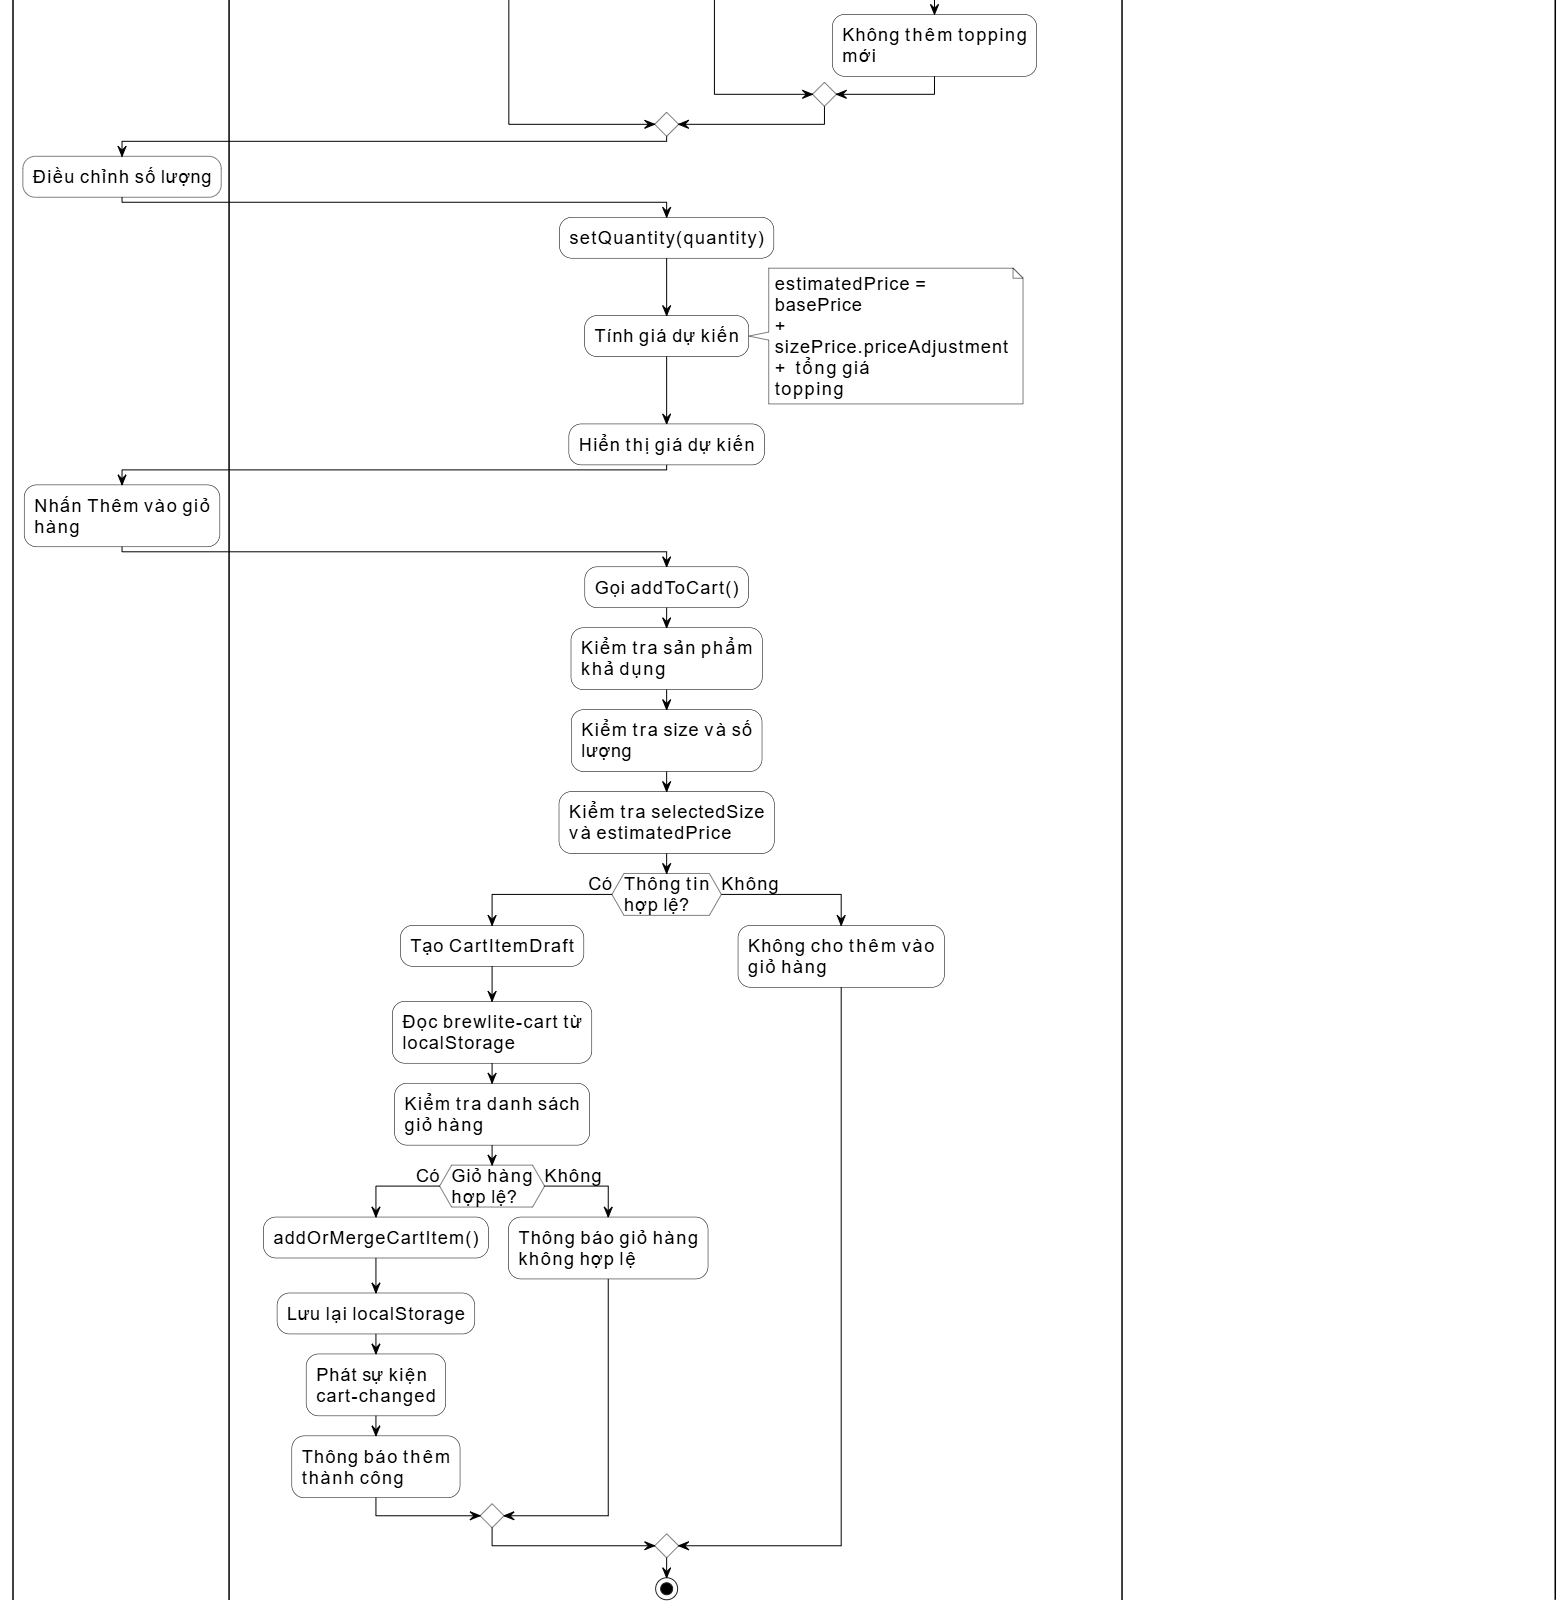 Không thêm topping
mới
Điều chỉnh số lượng
setQuantity(quantity)
estimatedPrice =
basePrice
+
sizePrice.priceAdjustment
+ tổng giá
topping
Tính giá dự kiến
Hiển thị giá dự kiến
Nhấn Thêm vào giỏ
hàng
Gọi addToCart()
Kiểm tra sản phẩm
khả dụng
Kiểm tra size và số
lượng
Kiểm tra selectedSize
và estimatedPrice
Có
Thông tin
hợp lệ?
Không
Tạo CartItemDraft
Không cho thêm vào
giỏ hàng
Đọc brewlite-cart từ
localStorage
Kiểm tra danh sách
giỏ hàng
Có
Giỏ hàng
hợp lệ?
Không
addOrMergeCartItem()
Thông báo giỏ hàng
không hợp lệ
Lưu lại localStorage
Phát sự kiện
cart-changed
Thông báo thêm
thành công